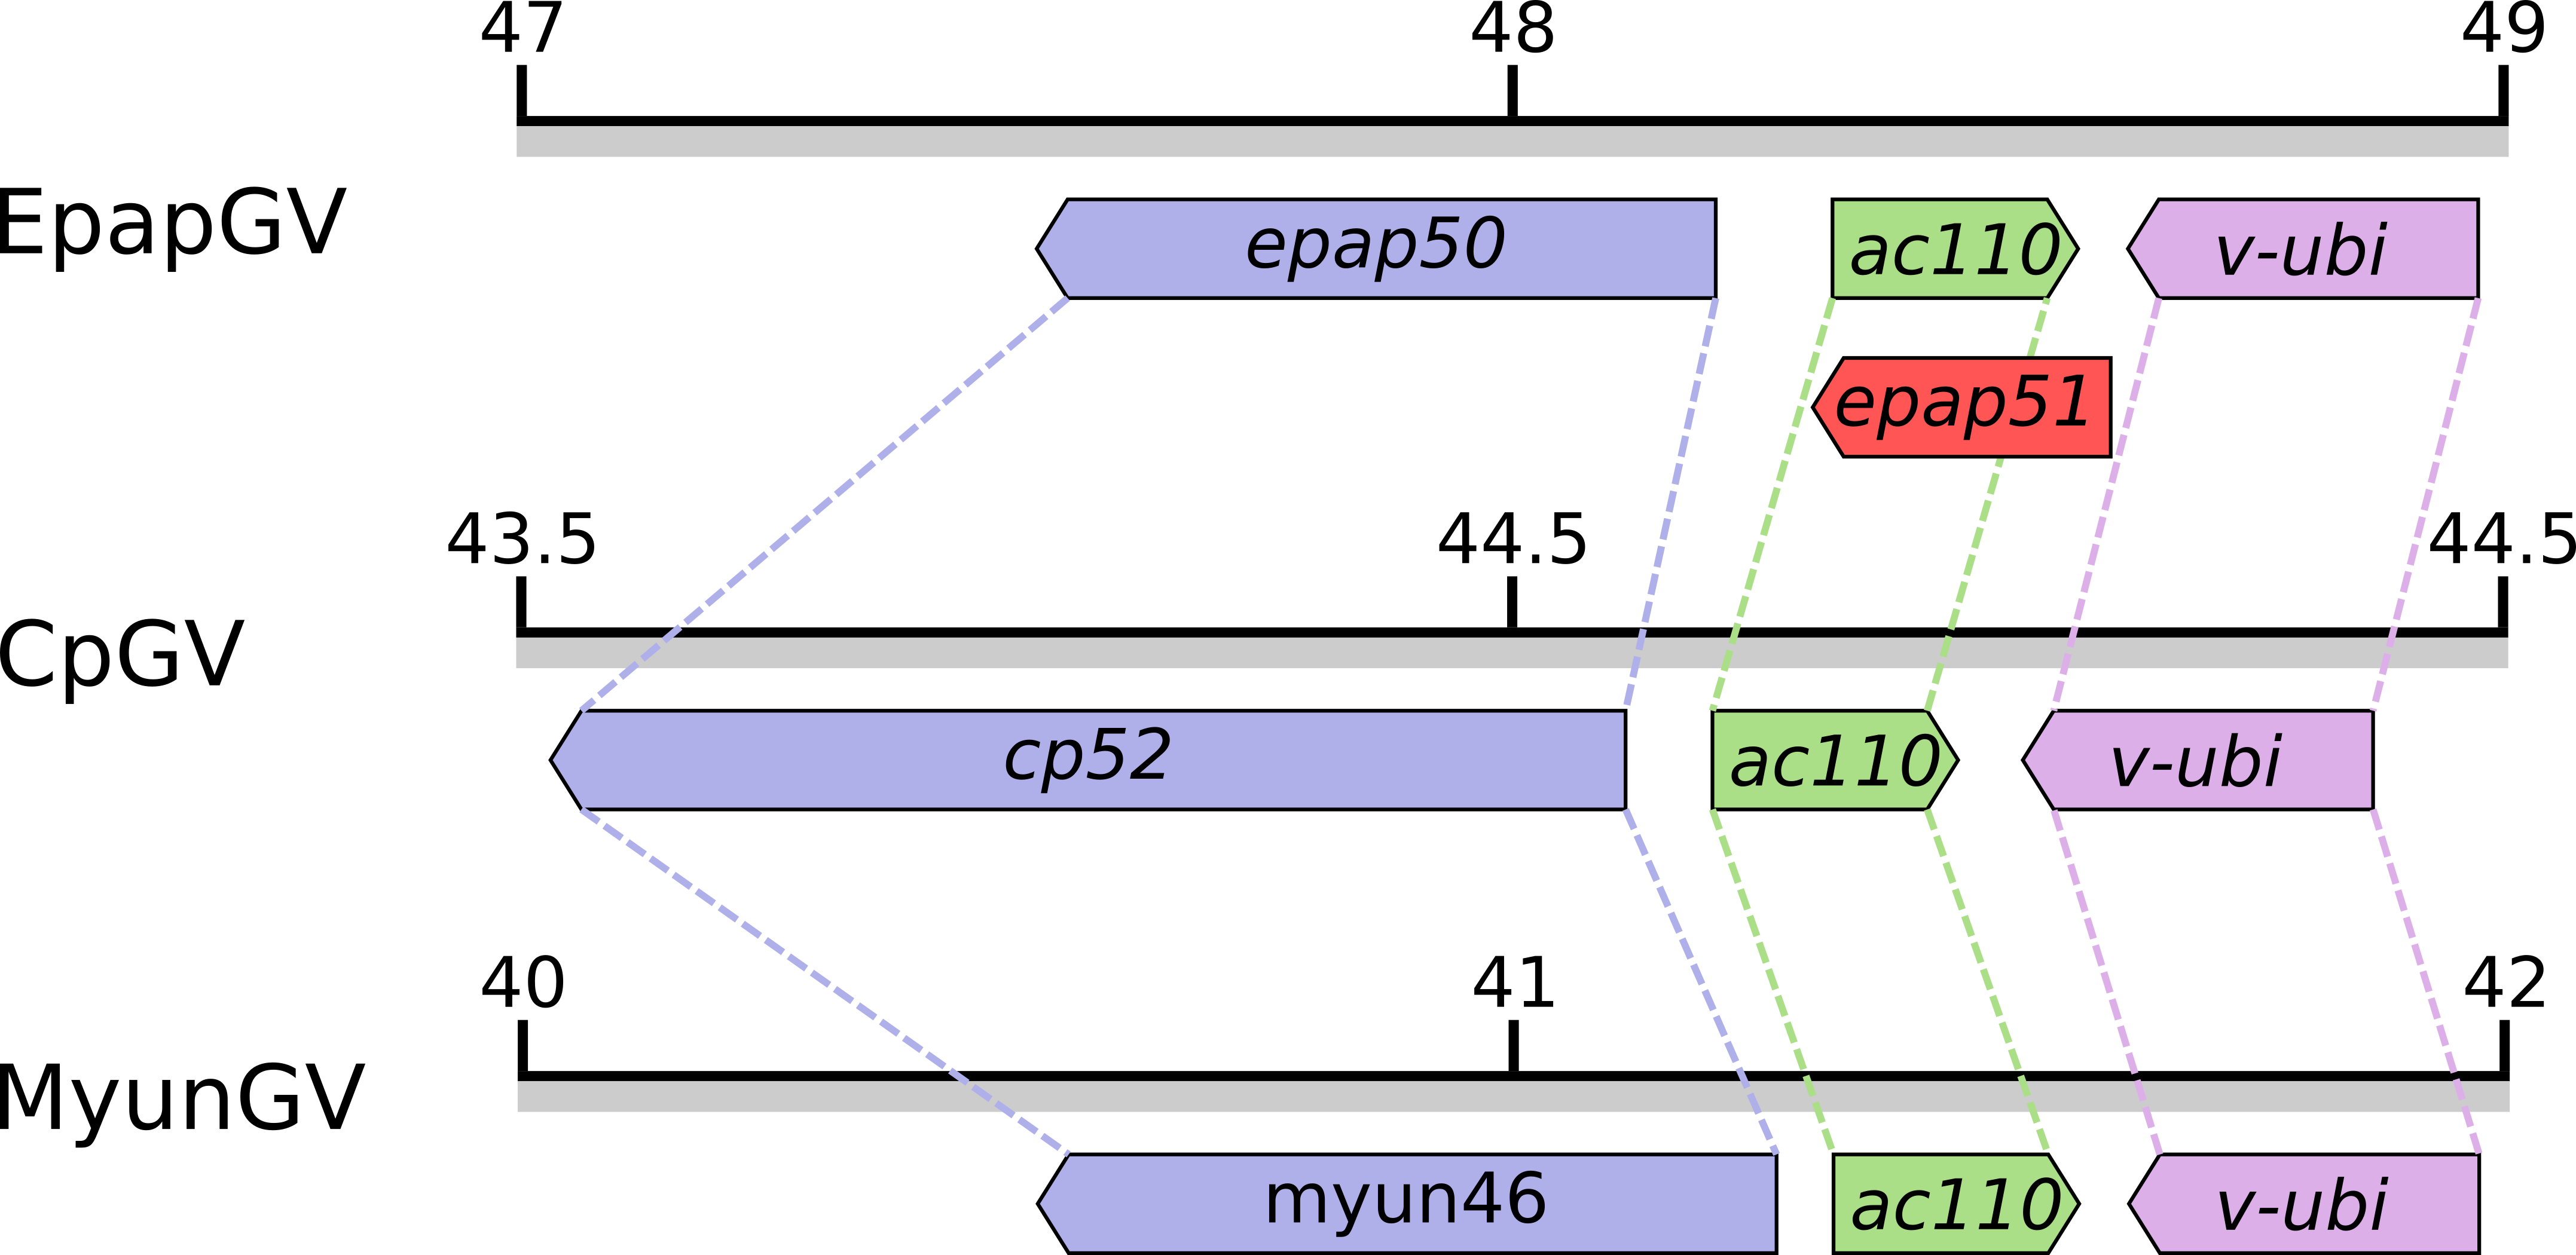 47 48 49
EpapGV
epap50 ac110 v-ubi
epap51
43.5 44.5 44.5
CpGV
cp52 ac110 v-ubi
40 41 42
MyunGV
myun46 ac110 v-ubi